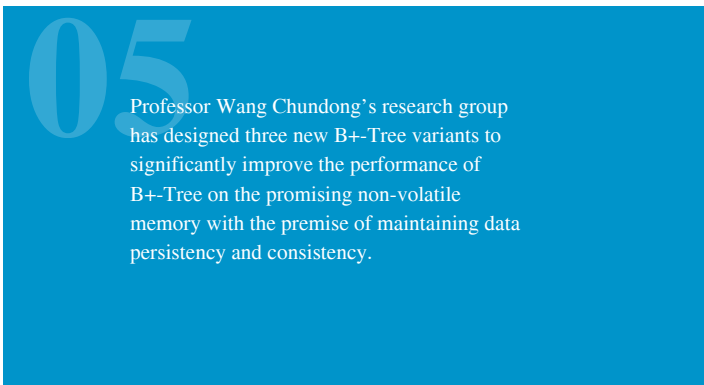 05
Professor Wang Chundong’s research group
has designed three new B+-Tree variants to
significantly improve the performance of
B+-Tree on the promising non-volatile
memory with the premise of maintaining data
persistency and consistency.